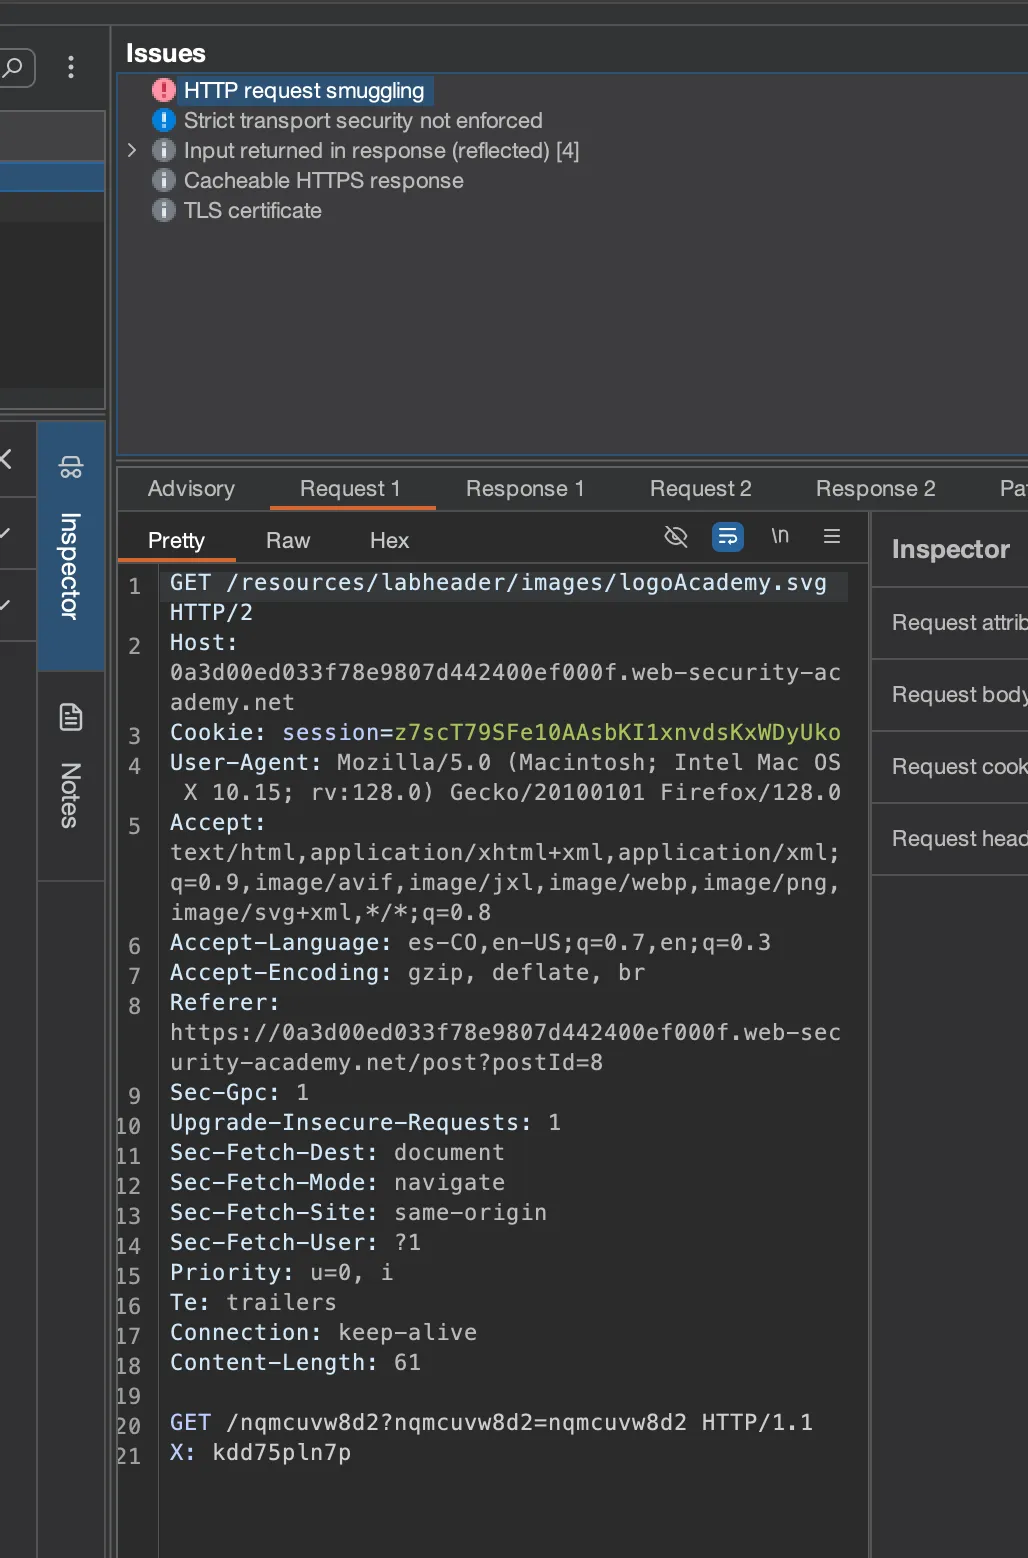 Issues
HTTP request smuggling
Strict transport security not enforced
Input returned in response (reflected) [4]
Cacheable HTTPS response
TLS certificate
Inspector
Notes
Advisory Request 1 Response 1 Request 2 Response 2 Pa
Pretty Raw Hex \n
Inspector
Request attrib
Request body
Request cook
Request head
1 GET /resources/labheader/images/logoAcademy.svg
HTTP/2
2 Host:
0a3d00ed033f78e9807d442400ef000f.web-security-ac
ademy.net
3 Cookie: session=z7scT79SFe10AAsbKI1xnvdsKxWDyUko
4 User-Agent: Mozilla/5.0 (Macintosh; Intel Mac OS
X 10.15; rv:128.0) Gecko/20100101 Firefox/128.0
5 Accept:
text/html,application/xhtml+xml,application/xml;
q=0.9,image/avif,image/jxl,image/webp,image/png,
image/svg+xml,*/*;q=0.8
6 Accept-Language: es-CO,en-US;q=0.7,en;q=0.3
7 Accept-Encoding: gzip, deflate, br
8 Referer:
https://0a3d00ed033f78e9807d442400ef000f.web-sec
urity-academy.net/post?postId=8
9 Sec-Gpc: 1
10 Upgrade-Insecure-Requests: 1
11 Sec-Fetch-Dest: document
12 Sec-Fetch-Mode: navigate
13 Sec-Fetch-Site: same-origin
14 Sec-Fetch-User: ?1
15 Priority: u=0, i
16 Te: trailers
17 Connection: keep-alive
18 Content-Length: 61
19
20 GET /nqmcuvw8d2?nqmcuvw8d2=nqmcuvw8d2 HTTP/1.1
21 X: kdd75pln7p